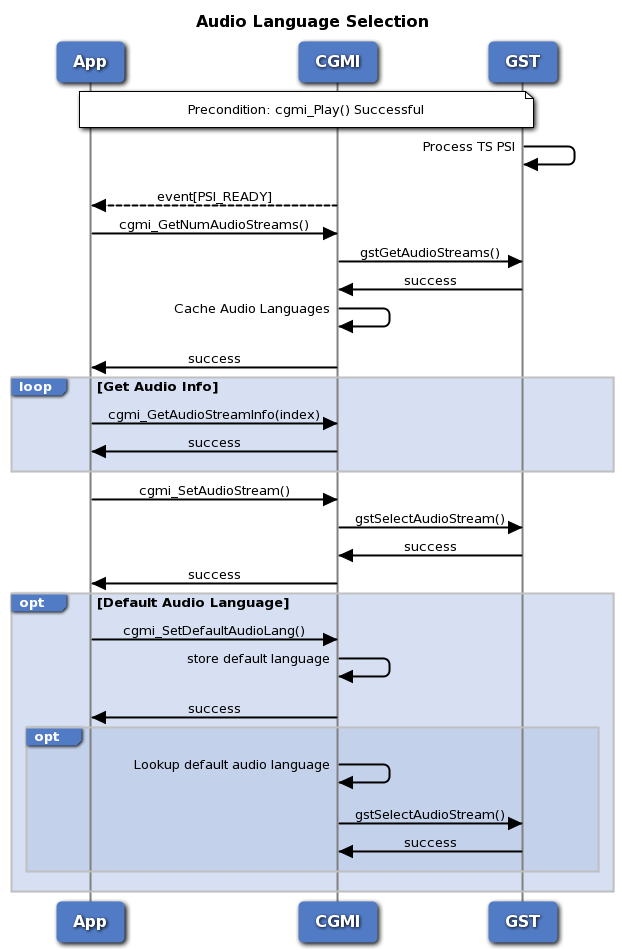 Audio Language Selection
App
CGMI
GST
Precondition: cgmi_Play() Successful
Process TS PSI
event[PSI_READY]
cgmi_GetNumAudioStreams()
gstGetAudioStreams()
success
Cache Audio Languages
success
loop
[Get Audio Info]
cgmi_GetAudioStreamInfo(index)
success
cgmi_SetAudioStream()
gstSelectAudioStream()
success
success
opt
[Default Audio Language]
cgmi_SetDefaultAudioLang()
store default language
success
opt
Lookup default audio language
gstSelectAudioStream()
success
App
CGMI
GST